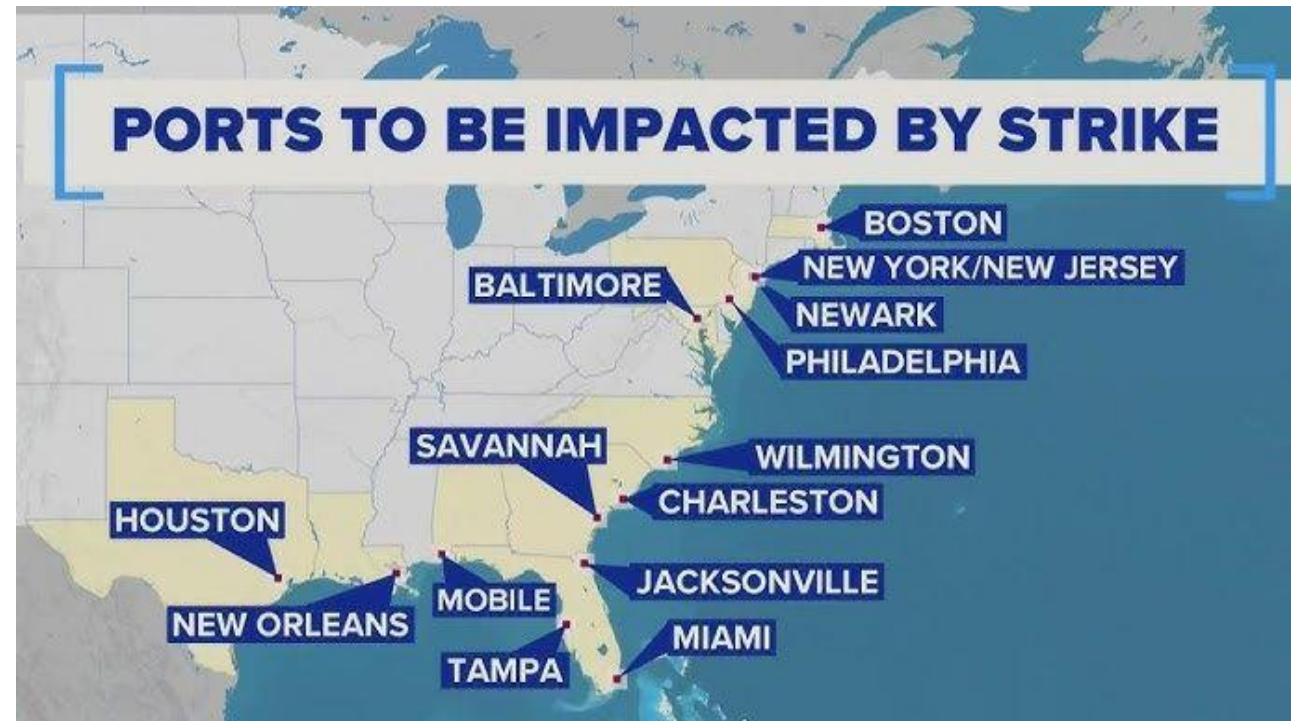 PORTS TO BE IMPACTED BY STRIKE
BOSTON
NEW YORK/NEW JERSEY
BALTIMORE
NEWARK
PHILADELPHIA
SAVANNAH
WILMINGTON
CHARLESTON
HOUSTON
JACKSONVILLE
MOBILE
NEW ORLEANS
MIAMI
TAMPA